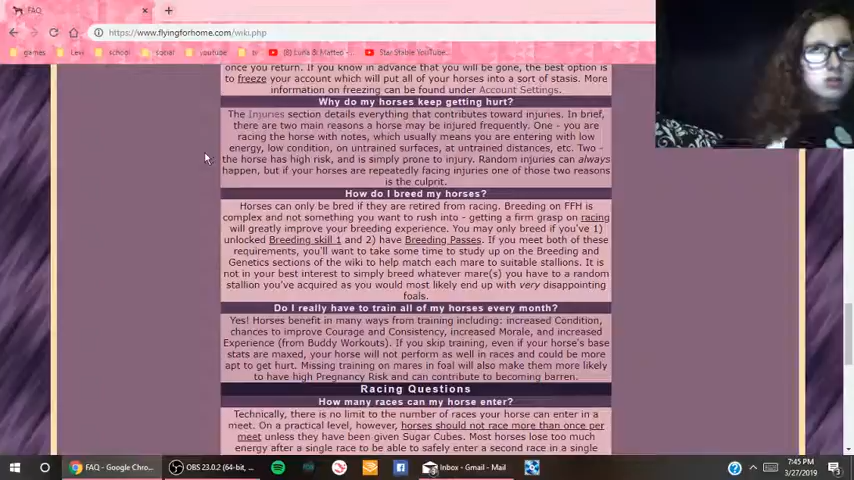 FAQ
https://www.flyingforhome.com/wiki.php
games
Levi
school
social
youtube
(8) Luna B: Matteo -
Star Stable YouTube...
once you return. If you know in advance that you will be gone, the best option is
to freeze your account which will put all of your horses into a sort of stasis. More
information on freezing can be found under Account Settings.
Why do my horses keep getting hurt?
The Injuries section details everything that contributes toward injuries. In brief,
there are two main reasons a horse may be injured frequently. One - you are
racing the horse with notes, which usually means you are entering with low
energy, low condition, on untrained surfaces, at untrained distances, etc. Two -
the horse has high risk, and is simply prone to injury. Random injuries can always
happen, but if your horses are repeatedly facing injuries one of those two reasons
is the culprit.
How do I breed my horses?
Horses can only be bred if they are retired from racing. Breeding on FFH is
complex and not something you want to rush into - getting a firm grasp on racing
will greatly improve your breeding experience. You may only breed if you've 1)
unlocked Breeding skill 1 and 2) have Breeding Passes. If you meet both of these
requirements, you'll want to take some time to study up on the Breeding and
Genetics sections of the wiki to help match each mare to suitable stallions. It is
not in your best interest to simply breed whatever mare(s) you have to a random
stallion you've acquired as you would most likely end up with very disappointing
foals.
Do I really have to train all of my horses every month?
Yes! Horses benefit in many ways from training including: increased Condition,
chances to improve Courage and Consistency, increased Morale, and increased
Experience (from Buddy Workouts). If you skip training, even if your horse's base
stats are maxed, your horse will not perform as well in races and could be more
apt to get hurt. Missing training on mares in foal will also make them more likely
to have high Pregnancy Risk and can contribute to becoming barren.
Racing Questions
How many races can my horse enter?
Technically, there is no limit to the number of races your horse can enter in a
meet. On a practical level, however, horses should not race more than once per
meet unless they have been given Sugar Cubes. Most horses lose too much
energy after a single race to be able to safely enter a second race in a single
FAQ - Google Chro...
OBS 23.0.2 (64-bit, ...
Inbox - Gmail - Mo...
7:45 PM
3/27/2019